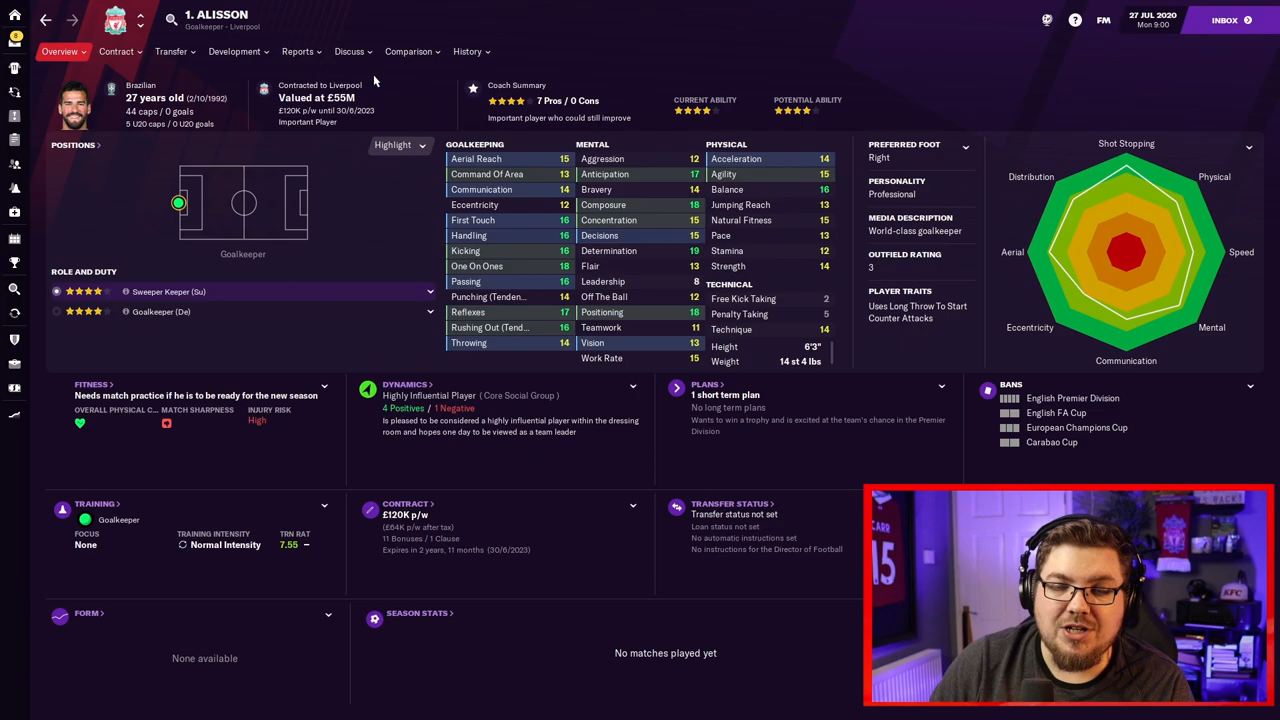 1. ALISSON
Goalkeeper - Liverpool
8
FM
27 JUL 2020
Mon 9:00
INBOX
Overview
Contract
Transfer
Development
Reports
Discuss
Comparison
History
Brazilian
27 years old (2/10/1992)
44 caps / 0 goals
5 U20 caps / 0 U20 goals
Contracted to Liverpool
Valued at £55M
£120K p/w until 30/6/2023
Important Player
Coach Summary
7 Pros / 0 Cons
Important player who could still improve
CURRENT ABILITY
POTENTIAL ABILITY
POSITIONS
Highlight
Goalkeeper
ROLE AND DUTY
Sweeper Keeper (Su)
Goalkeeper (De)
GOALKEEPING
Aerial Reach 15
Command Of Area 13
Communication 14
Eccentricity 12
First Touch 16
Handling 16
Kicking 16
One On Ones 18
Passing 16
Punching (Tenden... 14
Reflexes 17
Rushing Out (Tend... 16
Throwing 14
MENTAL
Aggression 12
Anticipation 17
Bravery 14
Composure 18
Concentration 15
Decisions 15
Determination 19
Flair 13
Leadership 8
Off The Ball 12
Positioning 18
Teamwork 11
Vision 13
Work Rate 15
PHYSICAL
Acceleration 14
Agility 15
Balance 16
Jumping Reach 13
Natural Fitness 15
Pace 13
Stamina 12
Strength 14
TECHNICAL
Free Kick Taking 2
Penalty Taking 5
Technique 14
Height 6'3"
Weight 14 st 4 lbs
PREFERRED FOOT
Right
PERSONALITY
Professional
MEDIA DESCRIPTION
World-class goalkeeper
OUTFIELD RATING
3
PLAYER TRAITS
Uses Long Throw To Start
Counter Attacks
Shot Stopping
Distribution
Physical
Aerial
Speed
Eccentricity
Mental
Communication
FITNESS
Needs match practice if he is to be ready for the new season
OVERALL PHYSICAL C... MATCH SHARPNESS INJURY RISK
High
DYNAMICS
Highly Influential Player ( Core Social Group )
4 Positives / 1 Negative
Is pleased to be considered a highly influential player within the dressing
room and hopes one day to be viewed as a team leader
PLANS
1 short term plan
No long term plans
Wants to win a trophy and is excited at the team's chance in the Premier
Division
BANS
English Premier Division
English FA Cup
European Champions Cup
Carabao Cup
TRAINING
Goalkeeper
FOCUS TRAINING INTENSITY TRN RAT
None Normal Intensity 7.55 –
CONTRACT
£120K p/w
(£64K p/w after tax)
11 Bonuses / 1 Clause
Expires in 2 years, 11 months (30/6/2023)
TRANSFER STATUS
Transfer status not set
Loan status not set
No automatic instructions set
No instructions for the Director of Football
FORM
None available
SEASON STATS
No matches played yet
CARR
15
KFC